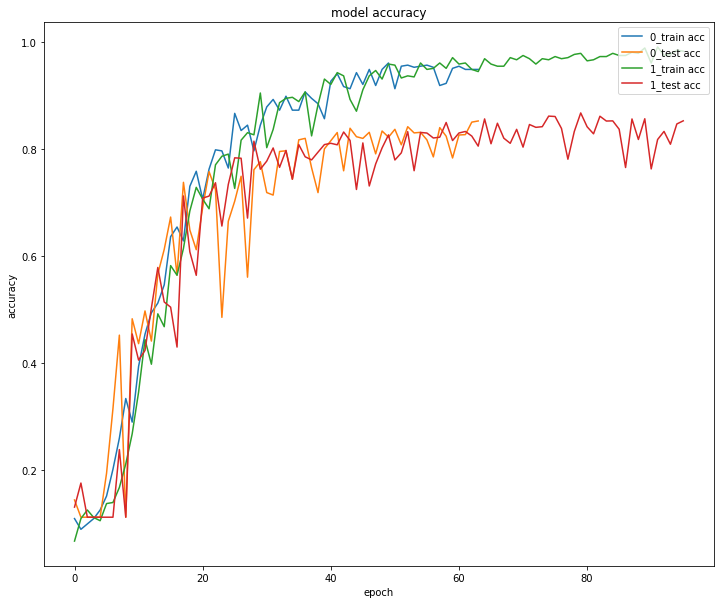 model accuracy
1.0
0.8
0.6
0.4
0.2
accuracy
0_train acc
0_test acc
1_train acc
1_test acc
0
20
40
60
80
epoch